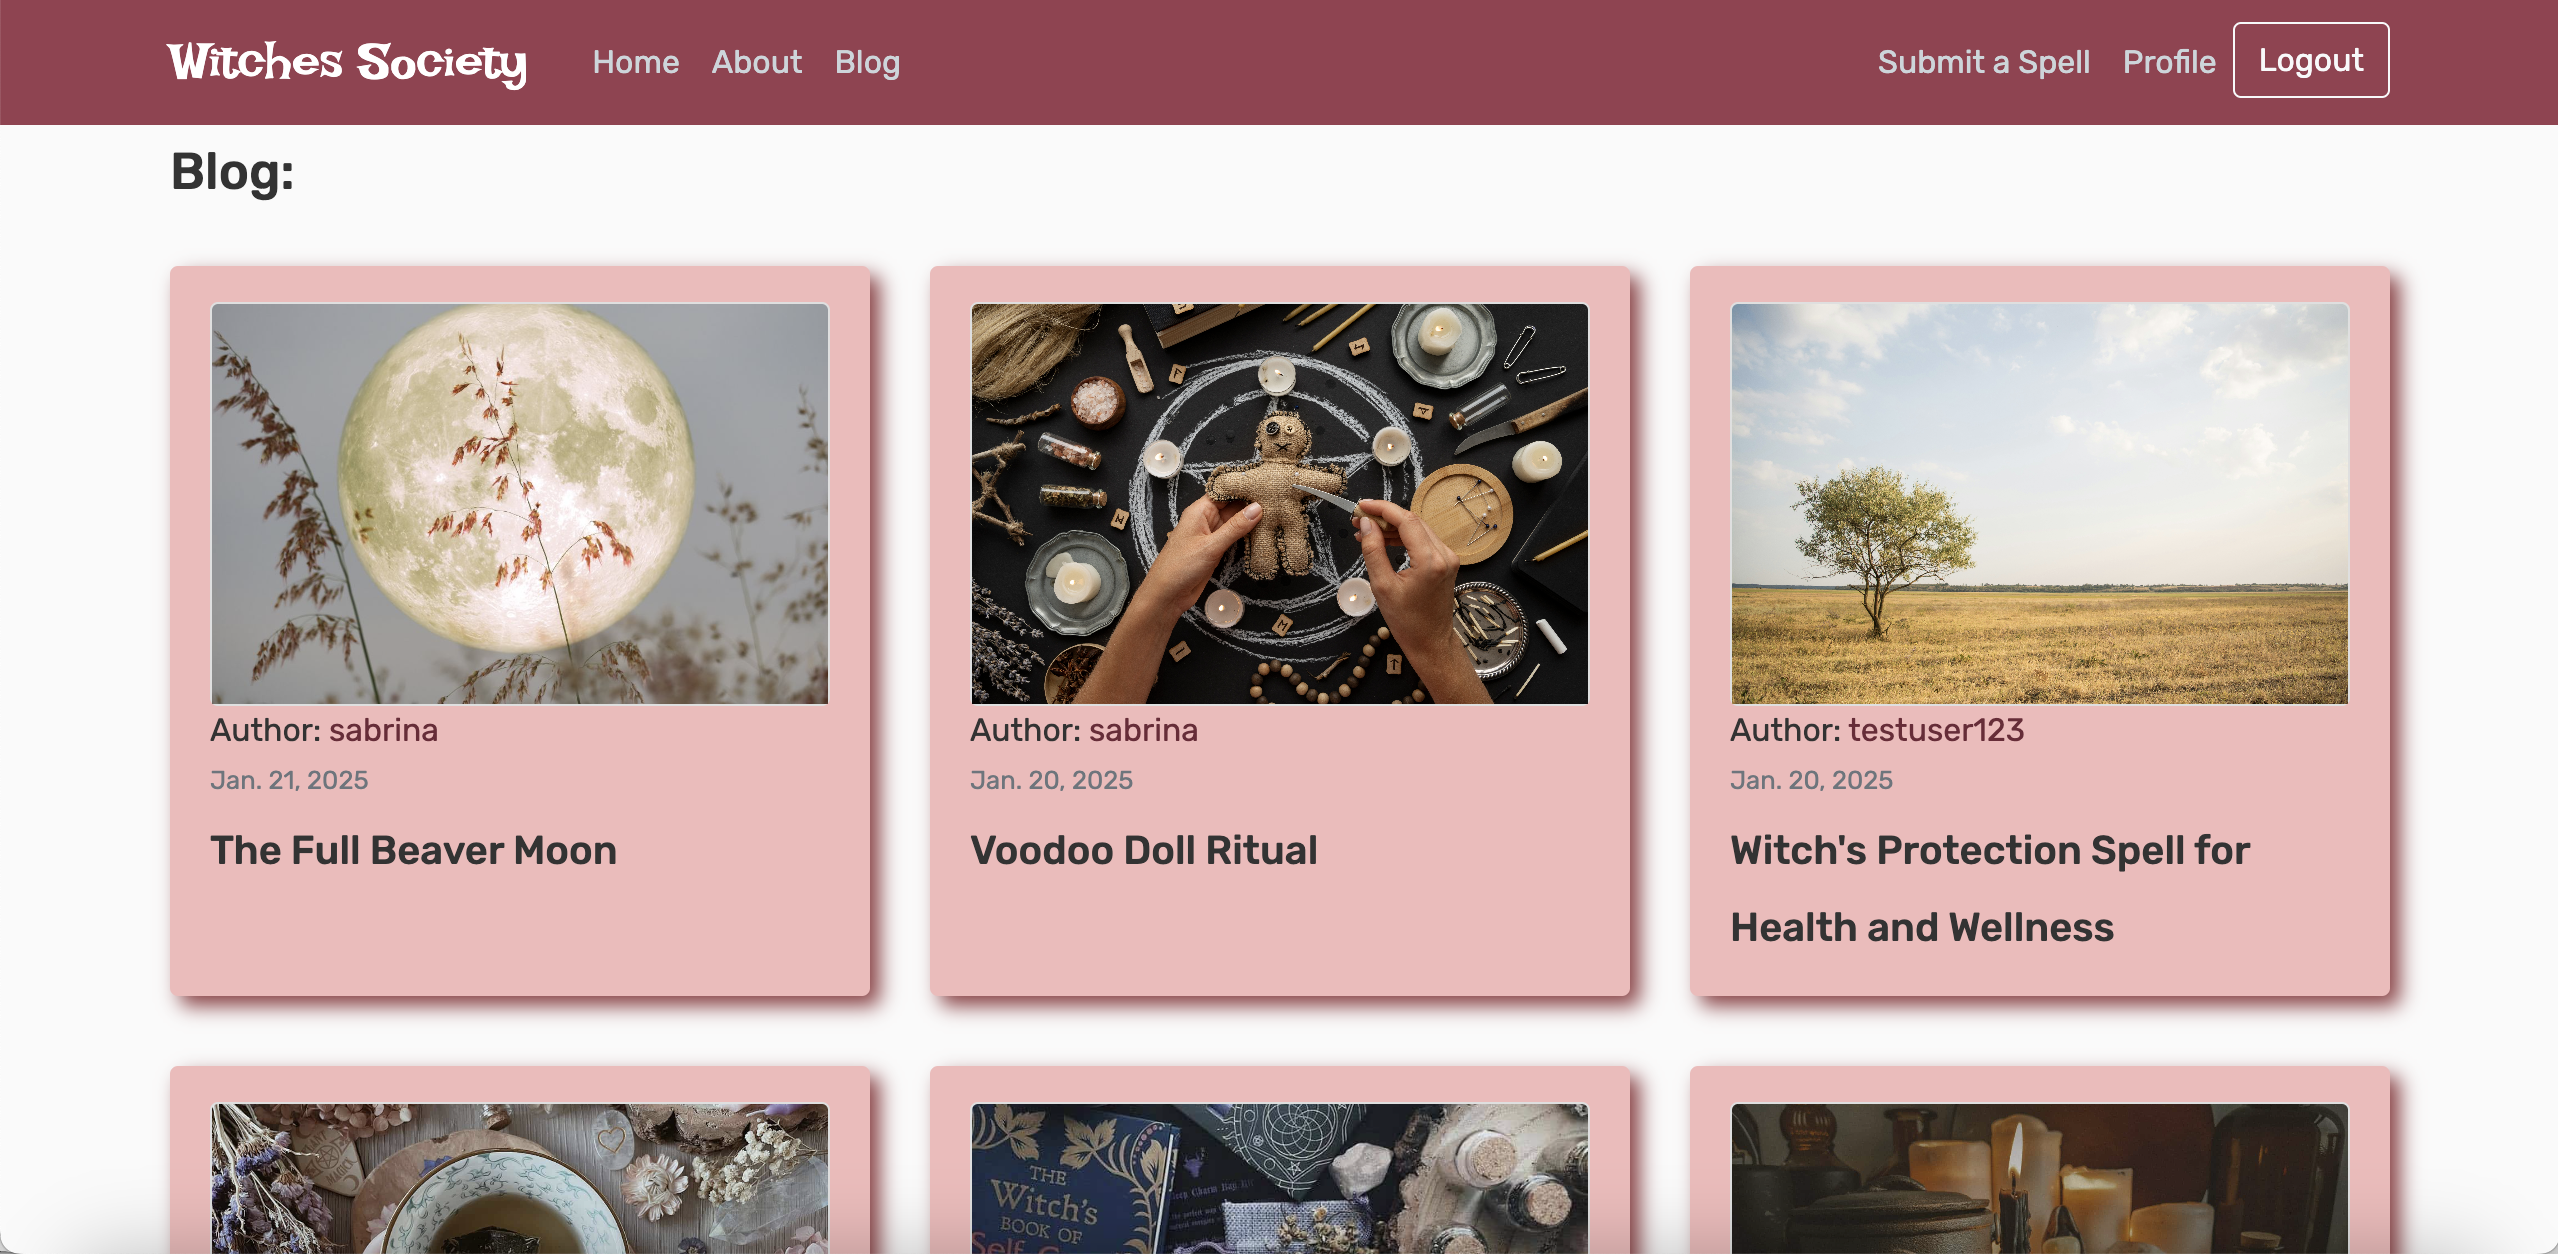 Witches Society
Home About Blog
Submit a Spell Profile Logout
Blog:
Author: sabrina
Jan. 21, 2025
The Full Beaver Moon
Author: sabrina
Jan. 20, 2025
Voodoo Doll Ritual
Author: testuser123
Jan. 20, 2025
Witch's Protection Spell for
Health and Wellness
THE
Witch's
BOOK OF